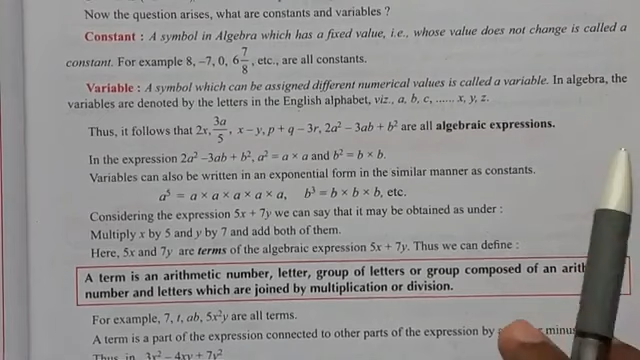 Now the question arises, what are constants and variables ?
Constant : A symbol in Algebra which has a fixed value, i.e., whose value does not change is called a
constant. For example 8, –7, 0, 6 7/8, etc., are all constants.
Variable : A symbol which can be assigned different numerical values is called a variable. In algebra, the
variables are denoted by the letters in the English alphabet, viz., a, b, c, ...... x, y, z.
Thus, it follows that 2x, 3a/5, x – y, p + q – 3r, 2a² – 3ab + b² are all algebraic expressions.
In the expression 2a² –3ab + b², a² = a × a and b² = b × b.
Variables can also be written in an exponential form in the similar manner as constants.
a⁵ = a × a × a × a × a, b³ = b × b × b, etc.
Considering the expression 5x + 7y we can say that it may be obtained as under :
Multiply x by 5 and y by 7 and add both of them.
Here, 5x and 7y are terms of the algebraic expression 5x + 7y. Thus we can define :
A term is an arithmetic number, letter, group of letters or group composed of an
number and letters which are joined by multiplication or division.
For example, 7, t, ab, 5x²y are all terms.
A term is a part of the expression connected to other parts of the expression by minus
Thus in 3x² – 4xy + 7y²